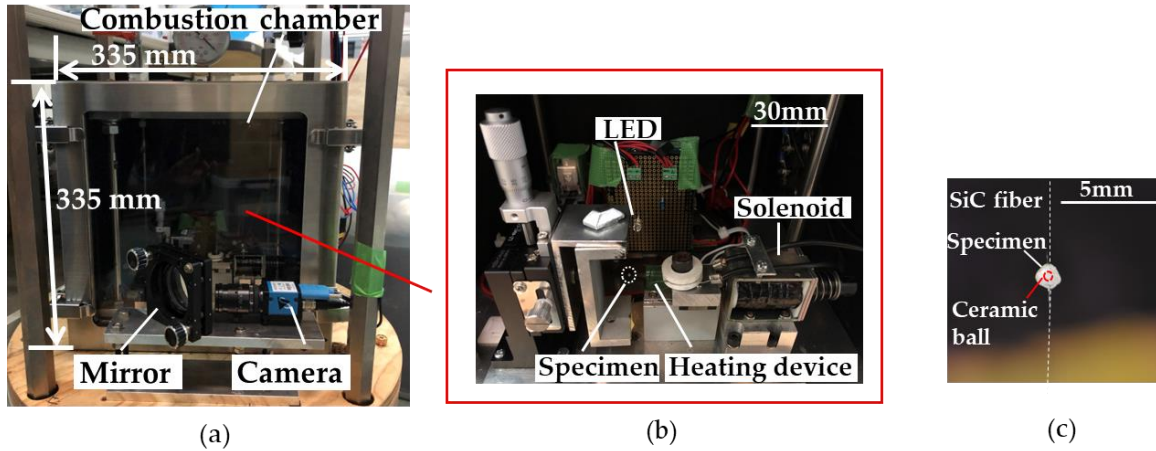 Combustion chamber
335 mm
335 mm
Mirror
Camera
(a)
LED
30mm
Solenoid
Specimen
Heating device
(b)
SiC fiber
5mm
Specimen
Ceramic
ball
(c)